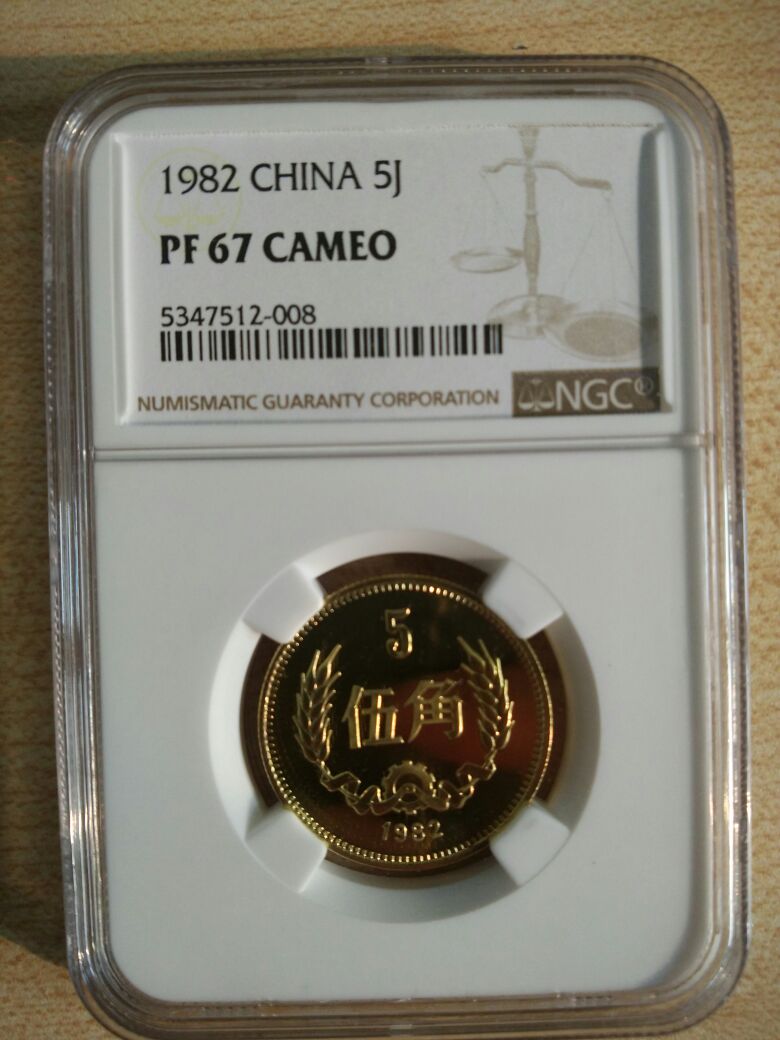 1982 CHINA 5J
PF 67 CAMEO
5347512-008
NUMISMATIC GUARANTY CORPORATION
NGC®
5
伍角
1982